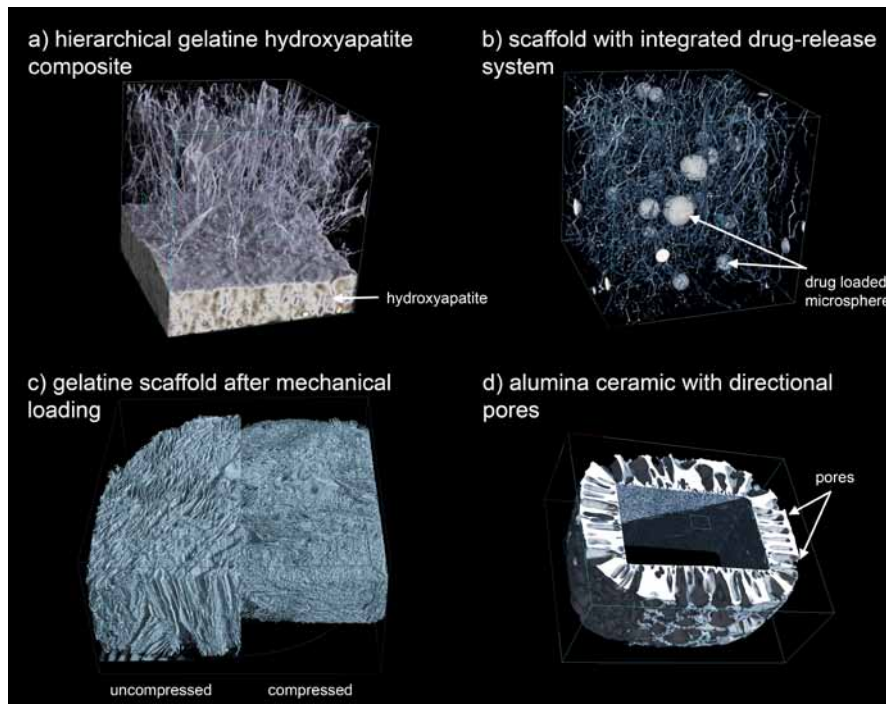 a) hierarchical gelatine hydroxyapatite
composite
hydroxyapatite
b) scaffold with integrated drug-release
system
drug loaded
microsphere
c) gelatine scaffold after mechanical
loading
uncompressed
compressed
d) alumina ceramic with directional
pores
pores